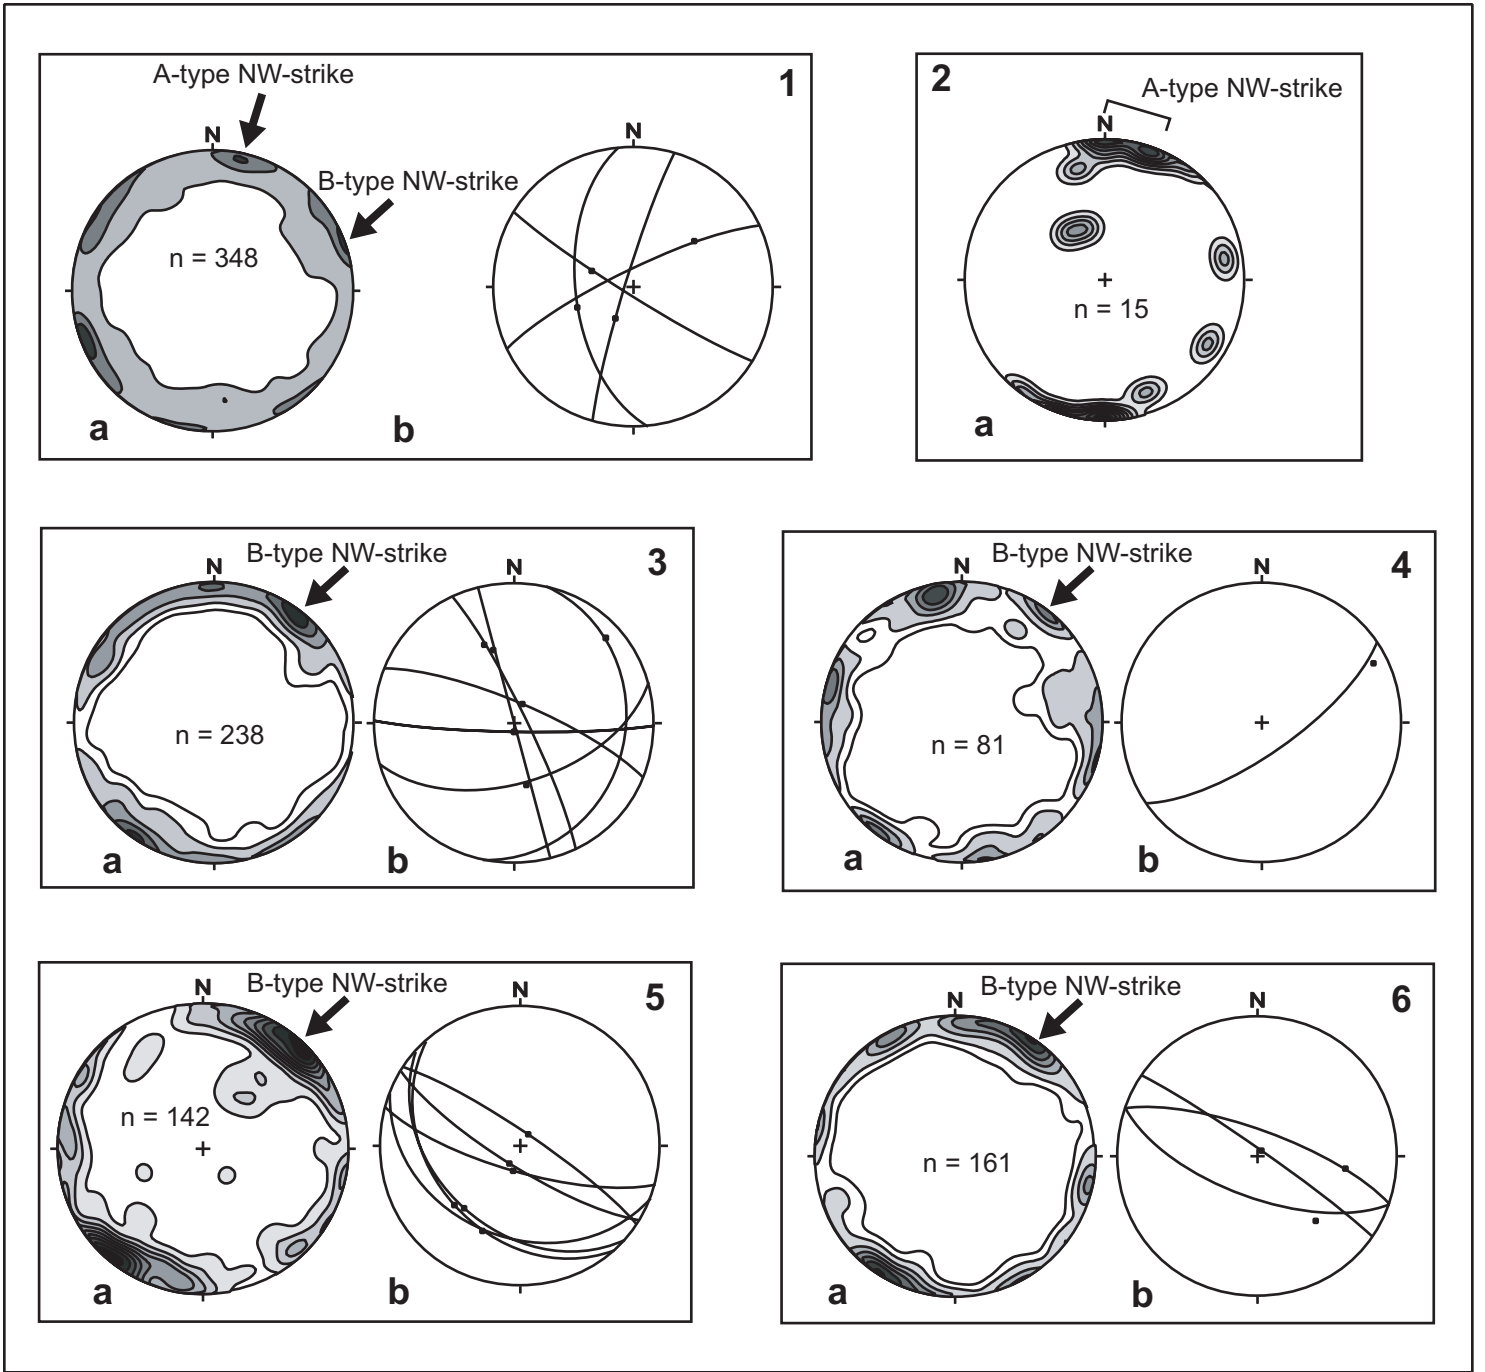 A-type NW-strike
1
N
N
B-type NW-strike
n = 348
a
b
2
A-type NW-strike
N
n = 15
a
B-type NW-strike
3
N
N
n = 238
a
b
B-type NW-strike
4
N
N
n = 81
a
b
B-type NW-strike
5
N
N
n = 142
a
b
B-type NW-strike
6
N
N
n = 161
a
b